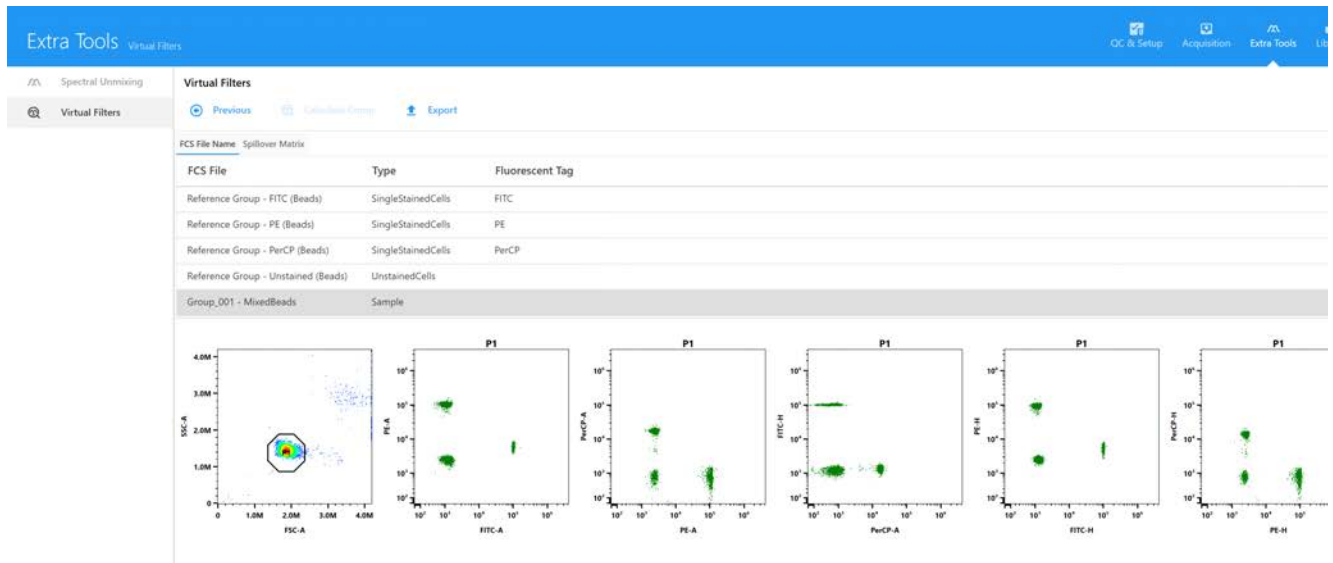 Extra Tools Virtual Filters
QC & Setup Acquisition Extra Tools
Spectral Unmixing
Virtual Filters
Virtual Filters
Previous Export
FCS File Name Spillover Matrix
FCS File Type Fluorescent Tag
Reference Group - FITC (Beads) SingleStainedCells FITC
Reference Group - PE (Beads) SingleStainedCells PE
Reference Group - PerCP (Beads) SingleStainedCells PerCP
Reference Group - Unstained (Beads) UnstainedCells
Group_001 - MixedBeads Sample
P1 P1 P1 P1 P1
4.0M
3.0M
2.0M
1.0M
0
SSC-A
0 1.0M 2.0M 3.0M 4.0M
FSC-A
PE-A
FITC-A
PerCP-A
PE-A
FITC-H
PerCP-A
PE-H
FITC-H
PerCP-H
PE-H